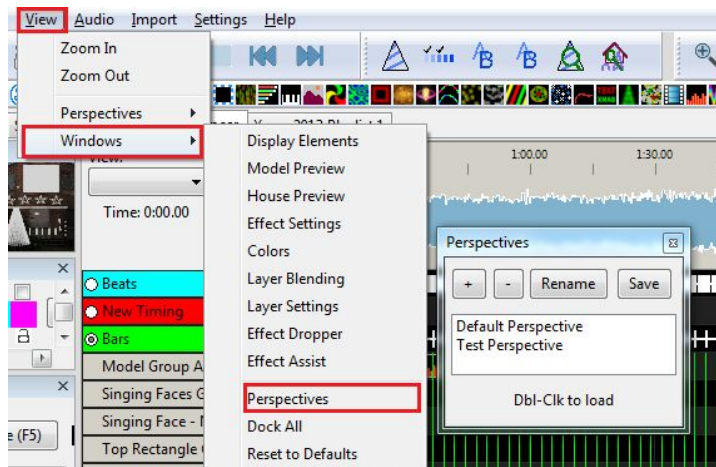 View Audio Import Settings Help
Zoom In
Zoom Out
Perspectives
Windows
View:
Time: 0:00.00
Display Elements
Model Preview
House Preview
Effect Settings
Colors
Layer Blending
Layer Settings
Effect Dropper
Effect Assist
Perspectives
Dock All
Reset to Defaults
1:00.00 1:30.00
Perspectives
+ - Rename Save
Default Perspective
Test Perspective
Dbl-Clk to load
Beats
New Timing
Bars
Model Group A
Singing Faces G
Singing Face -
Top Rectangle
(F5)